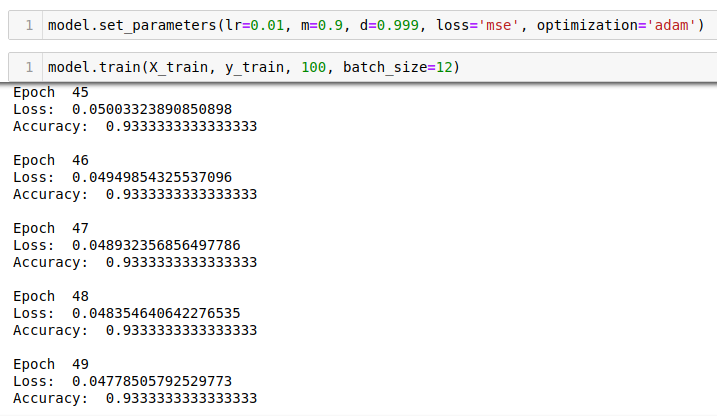 1 model.set_parameters(lr=0.01, m=0.9, d=0.999, loss='mse', optimization='adam')
1 model.train(X_train, y_train, 100, batch_size=12)
Epoch  45
Loss:  0.05003323890850898
Accuracy:  0.9333333333333333
Epoch  46
Loss:  0.04949854325537096
Accuracy:  0.9333333333333333
Epoch  47
Loss:  0.048932356856497786
Accuracy:  0.9333333333333333
Epoch  48
Loss:  0.048354640642276535
Accuracy:  0.9333333333333333
Epoch  49
Loss:  0.04778505792529773
Accuracy:  0.9333333333333333